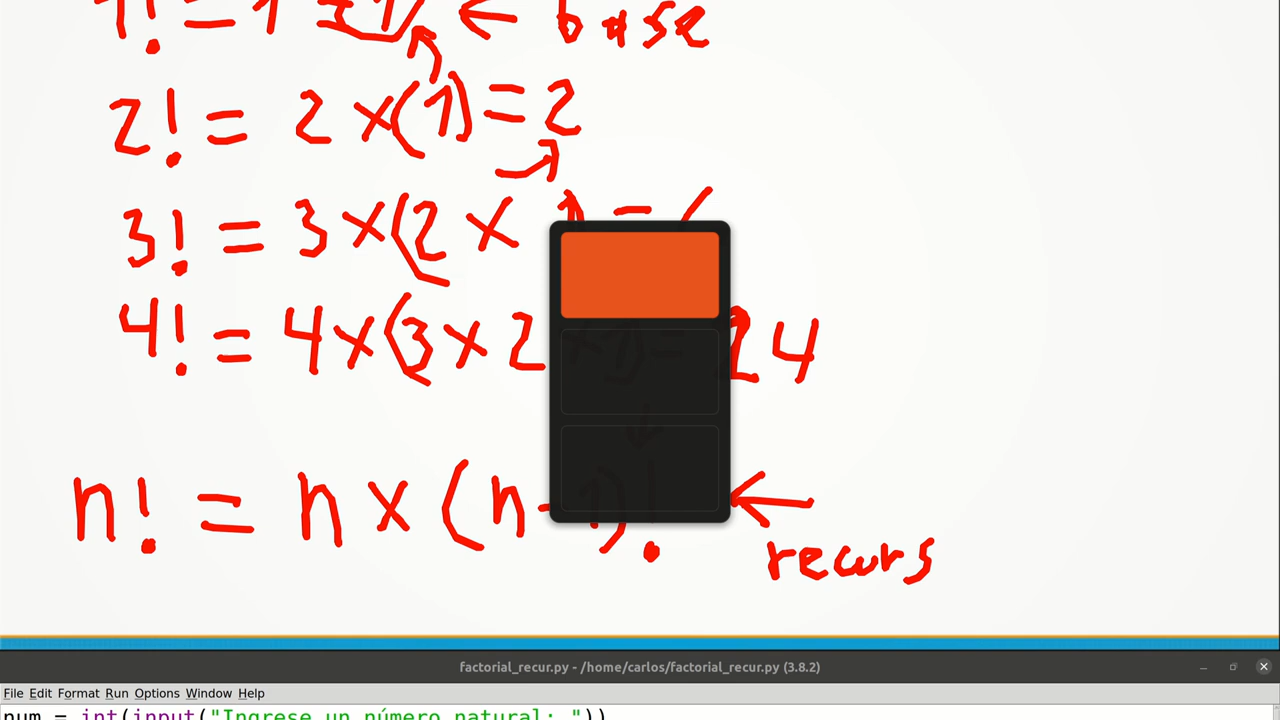 1! = 1 ← base
2! = 2 x (1) = 2
3! = 3 x (2 x
4! = 4 x (3 x 2 x 1) = 24
n! = n x (n-1)! ← recurs
factorial_recur.py - /home/carlos/factorial_recur.py (3.8.2)
File Edit Format Run Options Window Help
num = int(input("Ingrese un número natural: "))